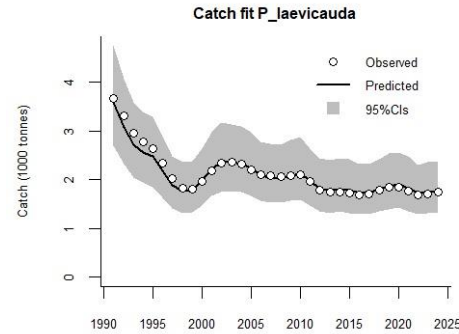 Catch fit P_laevicauda
Observed
Predicted
95%CIs
Catch (1000 tonnes)
4
3
2
1
0
1990 1995 2000 2005 2010 2015 2020 2025